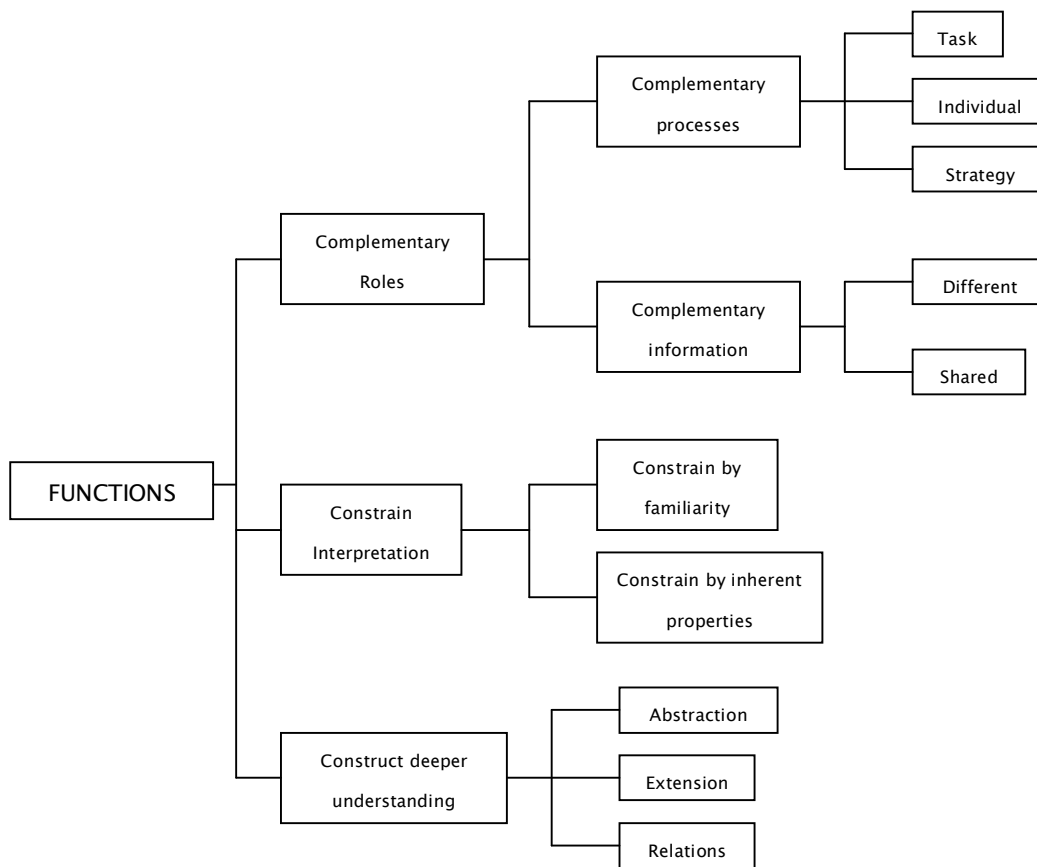 Task
Complementary
processes
Individual
Strategy
Complementary
Roles
Different
Complementary
information
Shared
Constrain by
familiarity
FUNCTIONS
Constrain
Interpretation
Constrain by inherent
properties
Abstraction
Construct deeper
understanding
Extension
Relations